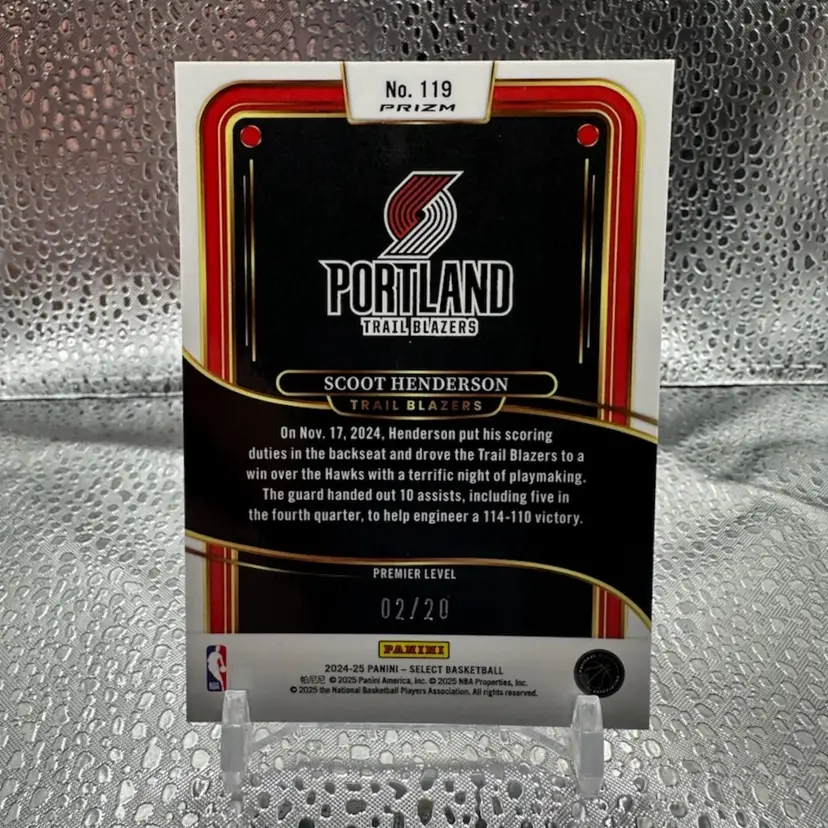 No. 119
PRIZM
PORTLAND
TRAIL BLAZERS
SCOOT HENDERSON
TRAIL BLAZERS
On Nov. 17, 2024, Henderson put his scoring
duties in the backseat and drove the Trail Blazers to a
win over the Hawks with a terrific night of playmaking.
The guard handed out 10 assists, including five in
the fourth quarter, to help engineer a 114-110 victory.
PREMIER LEVEL
02/20
PANINI
2024-25 PANINI – SELECT BASKETBALL
帕尼尼 © 2025 Panini America, Inc. © 2025 NBA Properties, Inc.
© 2025 the National Basketball Players Association. All rights reserved.
NBA